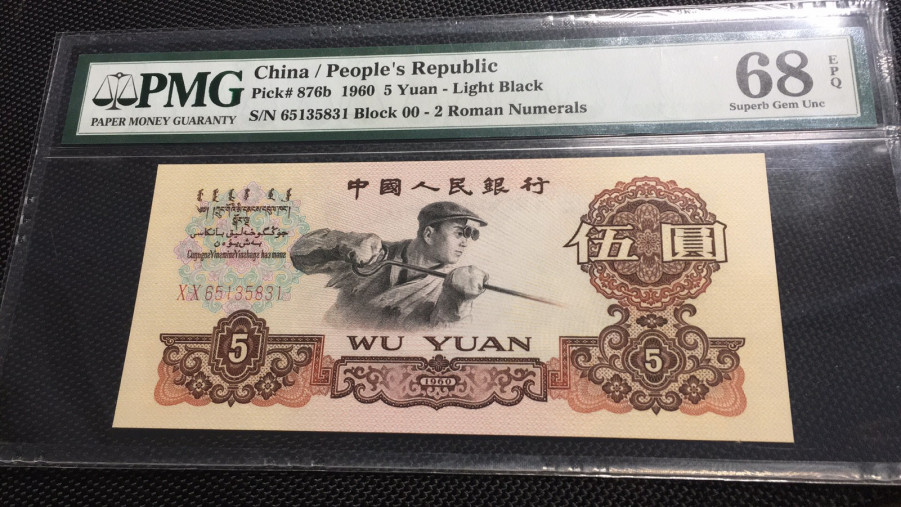 PMG
PAPER MONEY GUARANTY
China / People's Republic
Pick# 876b 1960 5 Yuan - Light Black
S/N 65135831 Block 00 - 2 Roman Numerals
68 EPQ
Superb Gem Unc
中國人民銀行
伍圓
XX 65135831
WU YUAN
5
1960
5